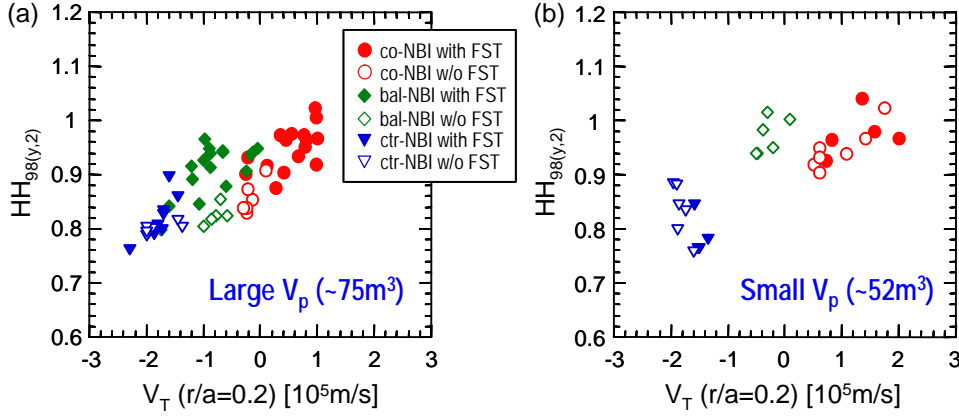 (a)
HH98(y,2)
1.1
1
0.9
0.8
0.7
0.6
-3
-2
-1
0
1
2
3
VT (r/a=0.2) [10⁵m/s]
Large Vp (~75m³)
co-NBI with FST
co-NBI w/o FST
bal-NBI with FST
bal-NBI w/o FST
ctr-NBI with FST
ctr-NBI w/o FST
(b)
HH98(y,2)
1.2
1.1
1
0.9
0.8
0.7
0.6
-3
-2
-1
0
1
2
3
VT (r/a=0.2) [10⁵m/s]
Small Vp (~52m³)